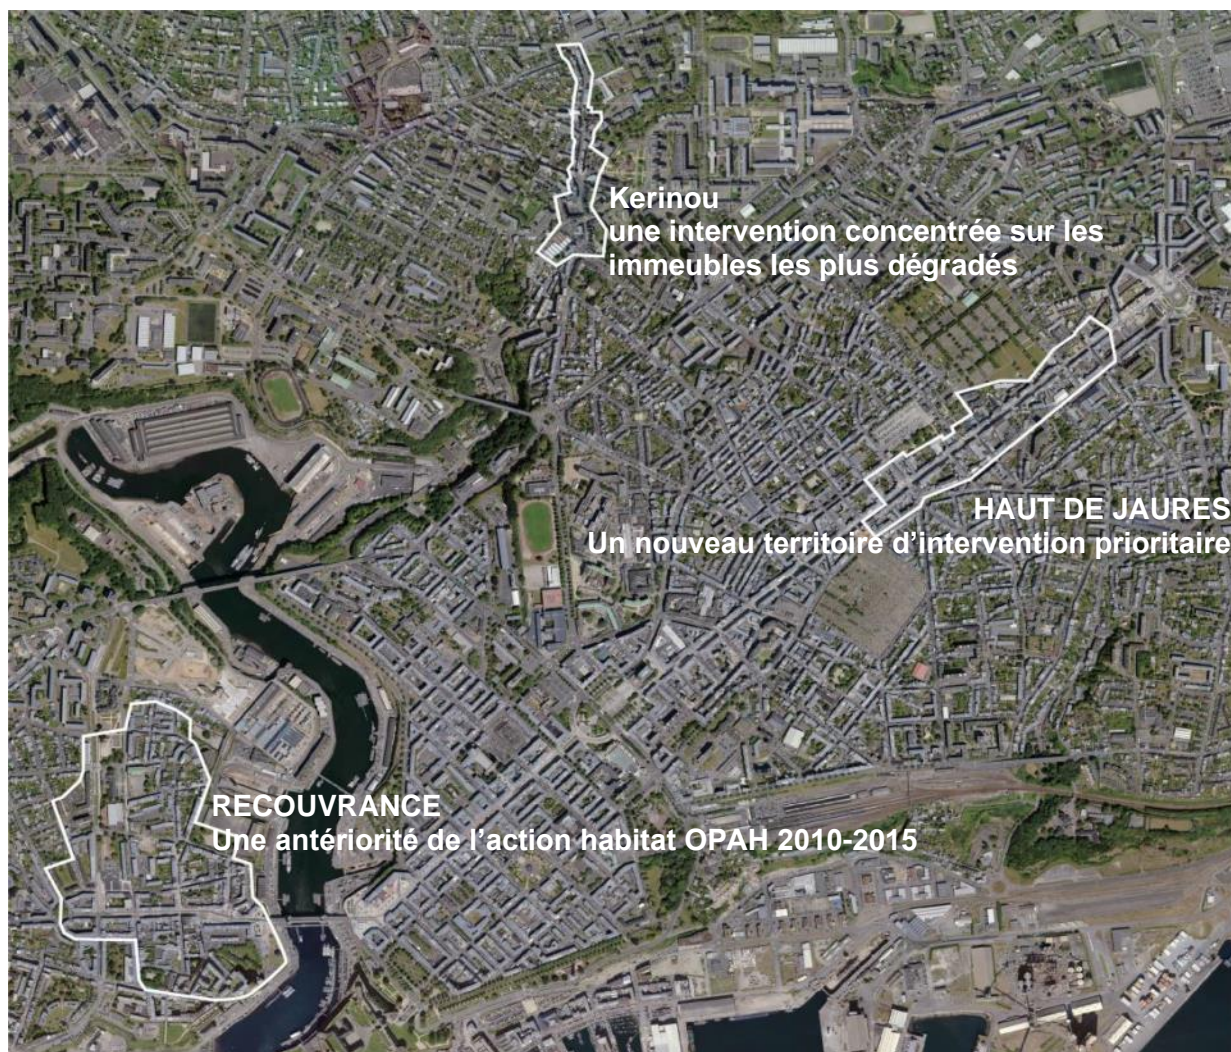 Kerinou
une intervention concentrée sur les
immeubles les plus dégradés
HAUT DE JAURES
Un nouveau territoire d'intervention prioritaire
RECOUVRANCE
Une antériorité de l'action habitat OPAH 2010-2015